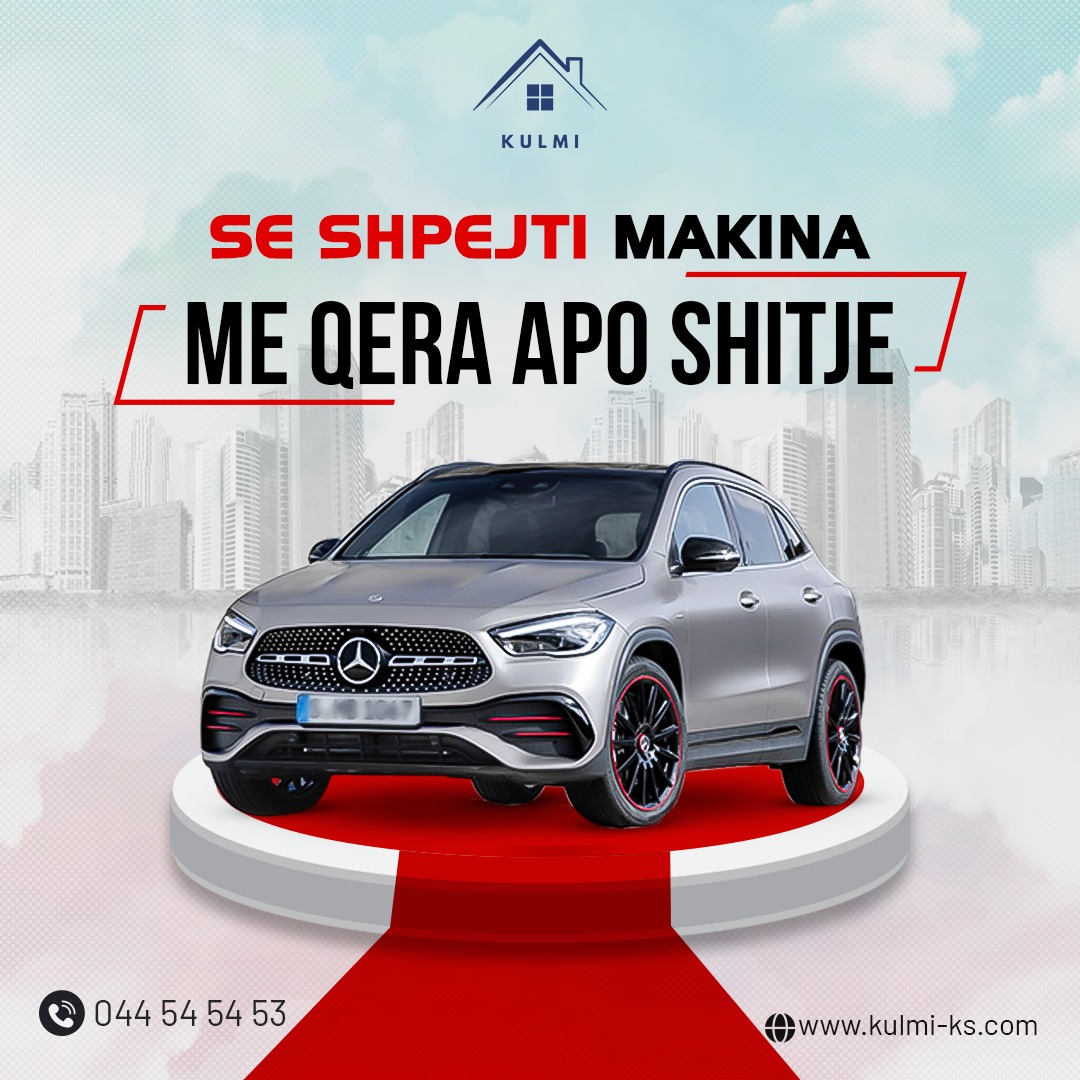 KULMI
SE SHPEJTI MAKINA
ME QERA APO SHITJE
044 54 54 53
www.kulmi-ks.com